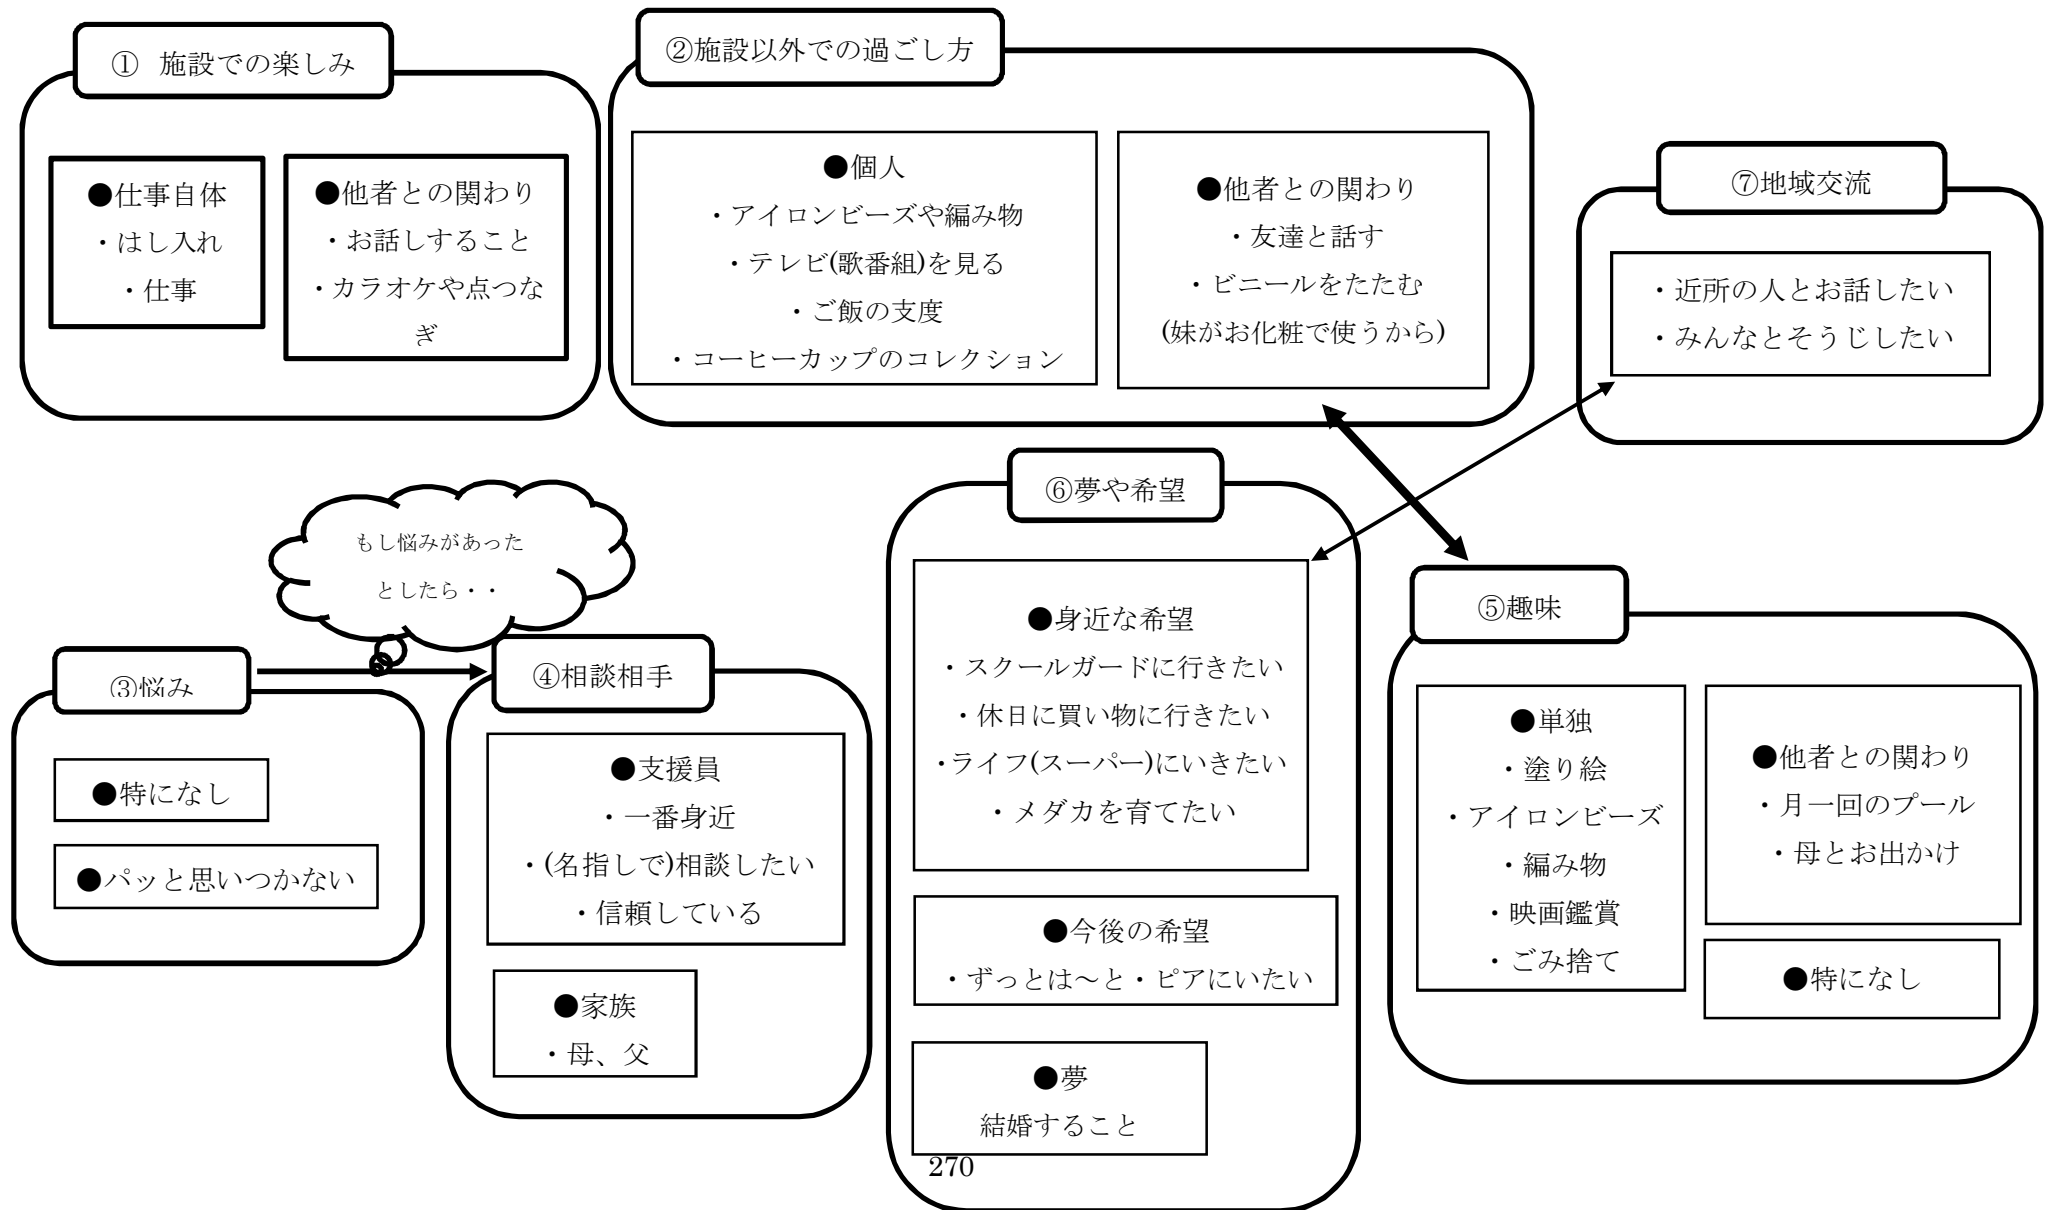 ① 施設での楽しみ
●仕事自体
・はし入れ
・仕事
●他者との関わり
・お話しすること
・カラオケや点つな
ぎ
②施設以外での過ごし方
●個人
・アイロンビーズや編み物
・テレビ(歌番組)を見る
・ご飯の支度
・コーヒーカップのコレクション
●他者との関わり
・友達と話す
・ビニールをたたむ
(妹がお化粧で使うから)
⑦地域交流
・近所の人とお話したい
・みんなとそうじしたい
もし悩みがあった
としたら・・
③悩み
●特になし
●パッと思いつかない
④相談相手
●支援員
・一番身近
・(名指しで)相談したい
・信頼している
●家族
・母、父
⑥夢や希望
●身近な希望
・スクールガードに行きたい
・休日に買い物に行きたい
・ライフ(スーパー)にいきたい
・メダカを育てたい
●今後の希望
・ずっとは～と・ピアにいたい
●夢
結婚すること
⑤趣味
●単独
・塗り絵
・アイロンビーズ
・編み物
・映画鑑賞
・ごみ捨て
●他者との関わり
・月一回のプール
・母とお出かけ
●特になし
270